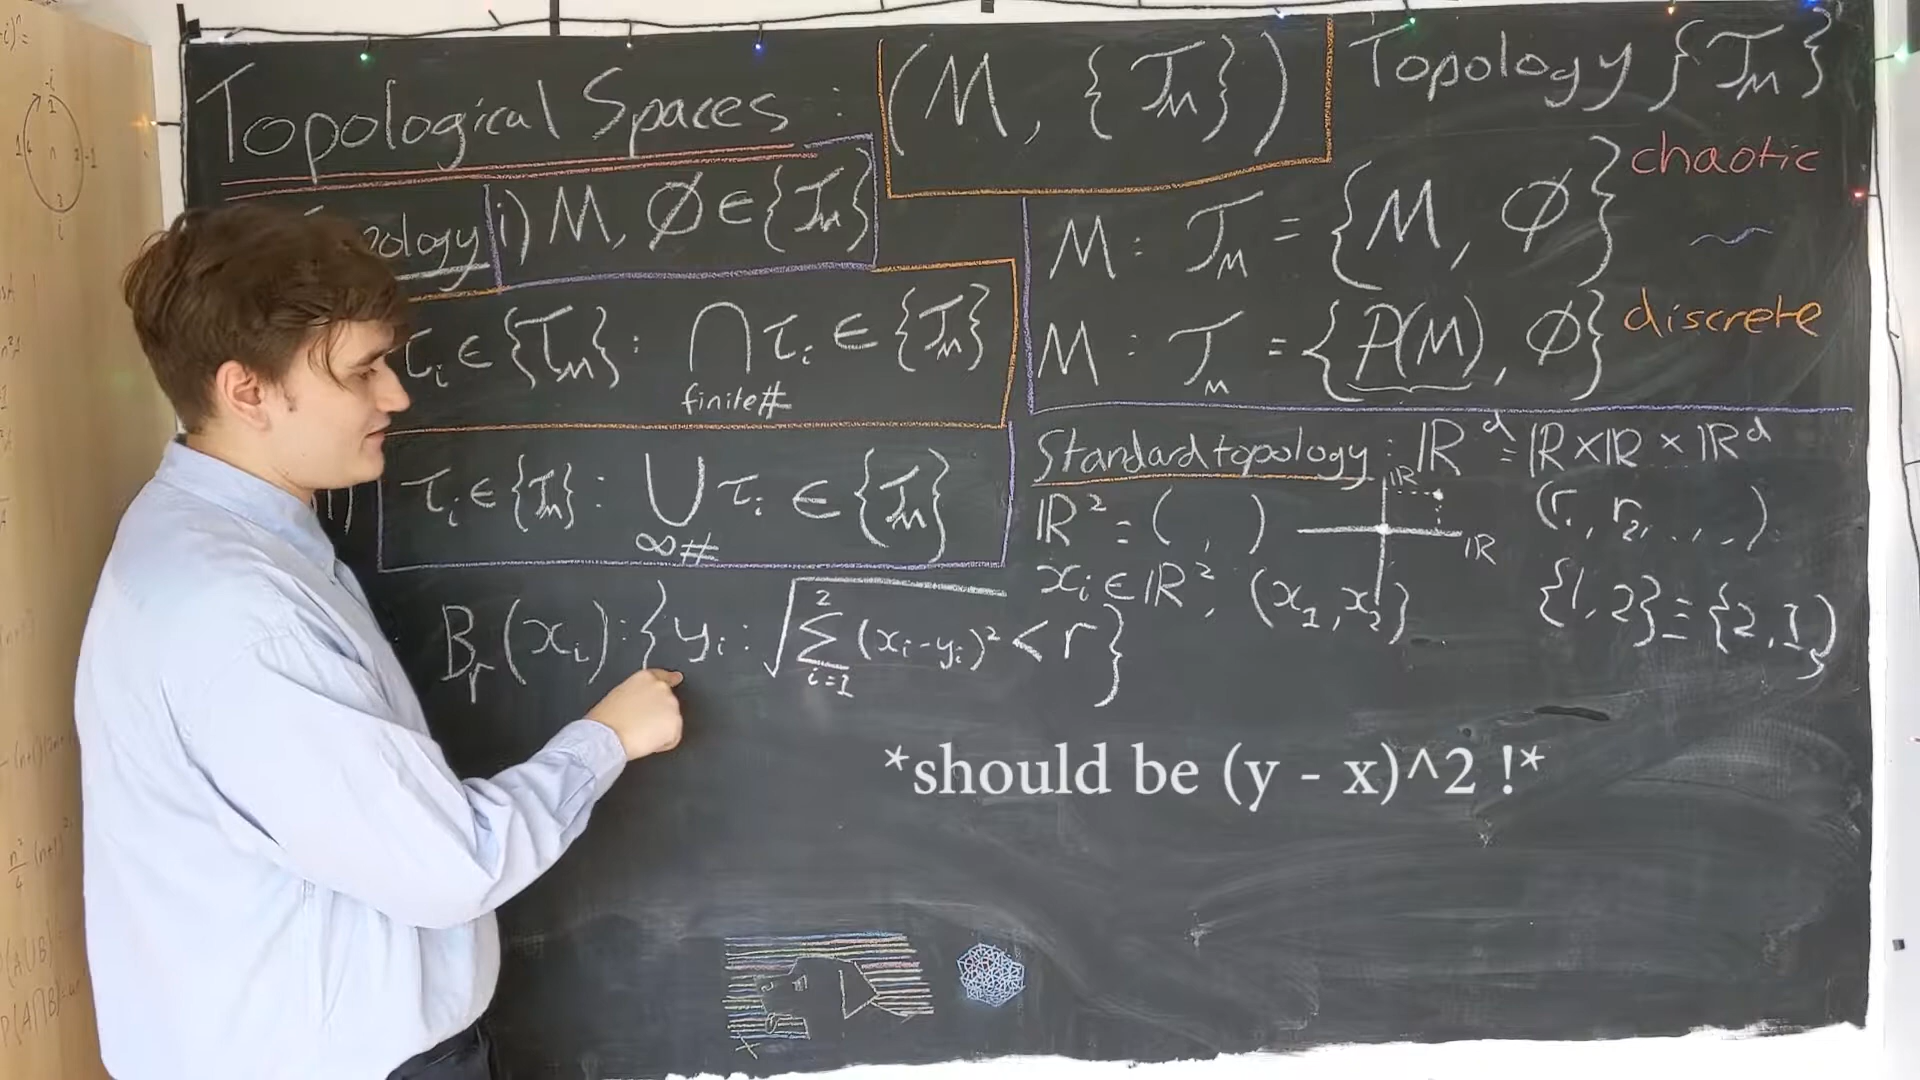 Topological Spaces : (M, {𝒯_M})
Topology {𝒯_M}
chaotic
ology i) M, Ø ∈ {𝒯_M}
M : 𝒯_M = {M, Ø}
τ_i ∈ {𝒯_M} : ⋂ τ_i ∈ {𝒯_M}
finite#
M : 𝒯_M = {P(M), Ø} discrete
τ_i ∈ {𝒯_M} : ⋃ τ_i ∈ {𝒯_M}
∞#
Standard topology : ℝ^d = ℝ×ℝ×ℝ^d
ℝ² = ( , )
ℝ
ℝ
(r_1, r_2, . , , )
x_i ∈ ℝ², (x_1, x_2)
{1, 2} ≡ {2, 1}
B_r(x_i) : {y_i : √(∑_{i=1}^{2} (x_i - y_i)²) < r}
*should be (y - x)^2 !*